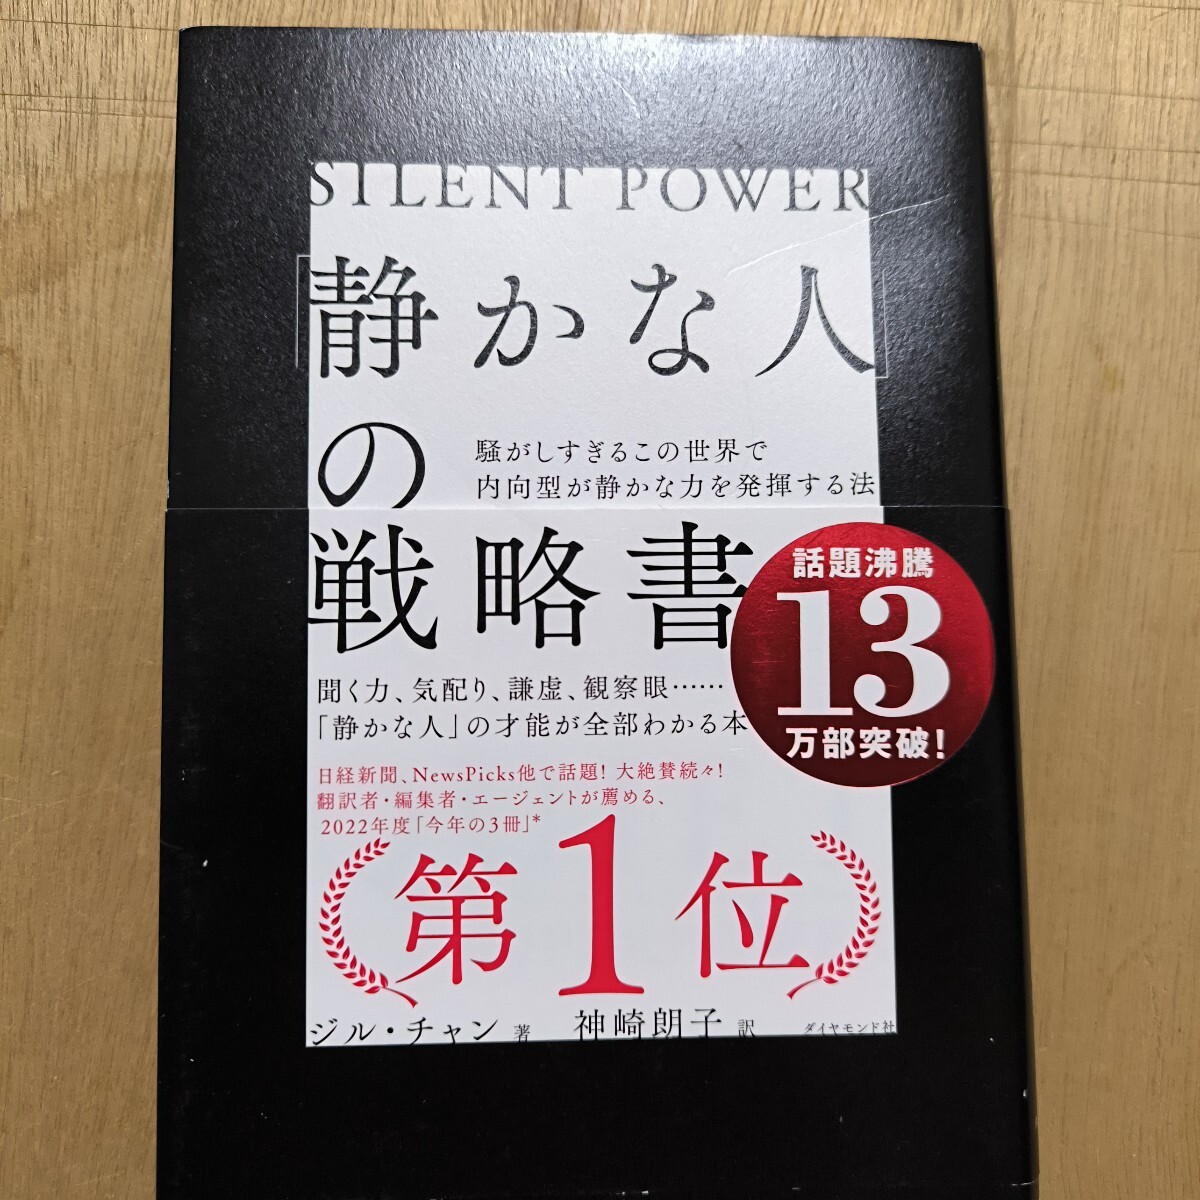 SILENT POWER
「静かな人」
の
騒がしすぎるこの世界で
内向型が静かな力を発揮する法
戦略書
話題沸騰
13
万部突破!
聞く力、気配り、謙虚、観察眼……
「静かな人」の才能が全部わかる本
日経新聞、NewsPicks他で話題! 大絶賛続々!
翻訳者・編集者・エージェントが薦める、
2022年度「今年の3冊」*
第1位
ジル・チャン 著 神崎朗子 訳 ダイヤモンド社